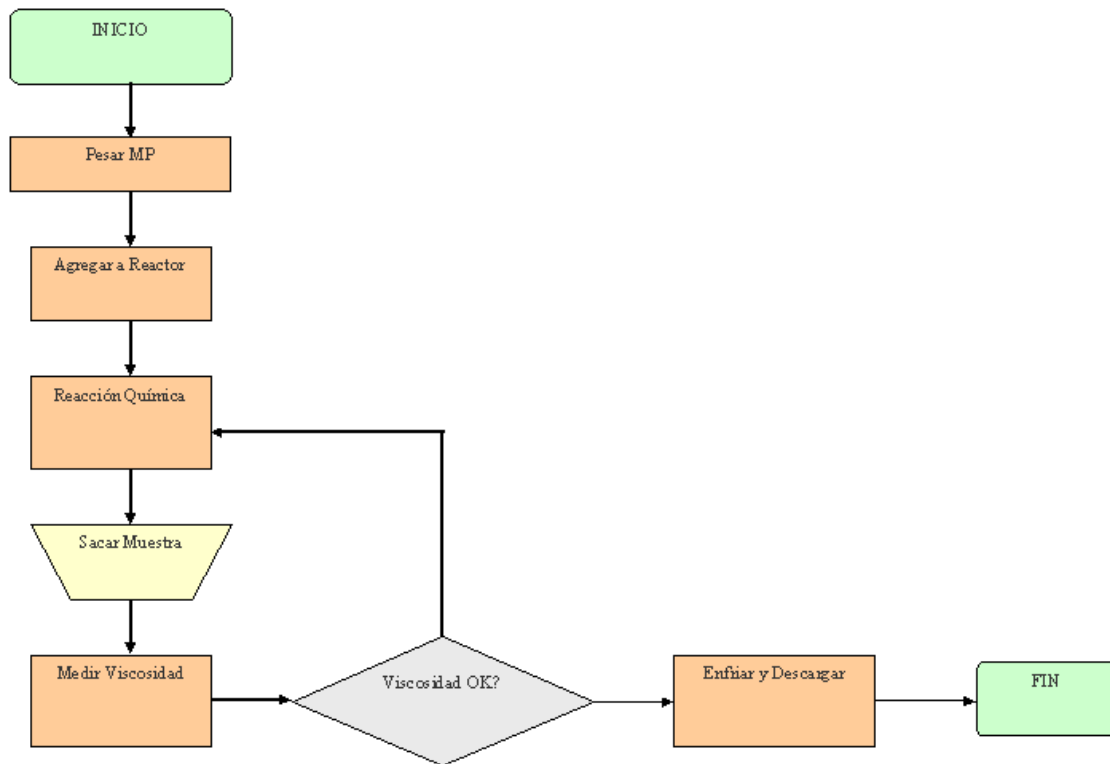 INICIO
Pesar MP
Agregar a Reactor
Reacción Química
Sacar Muestra
Medir Viscosidad
Viscosidad OK?
Enfriar y Descargar
FIN